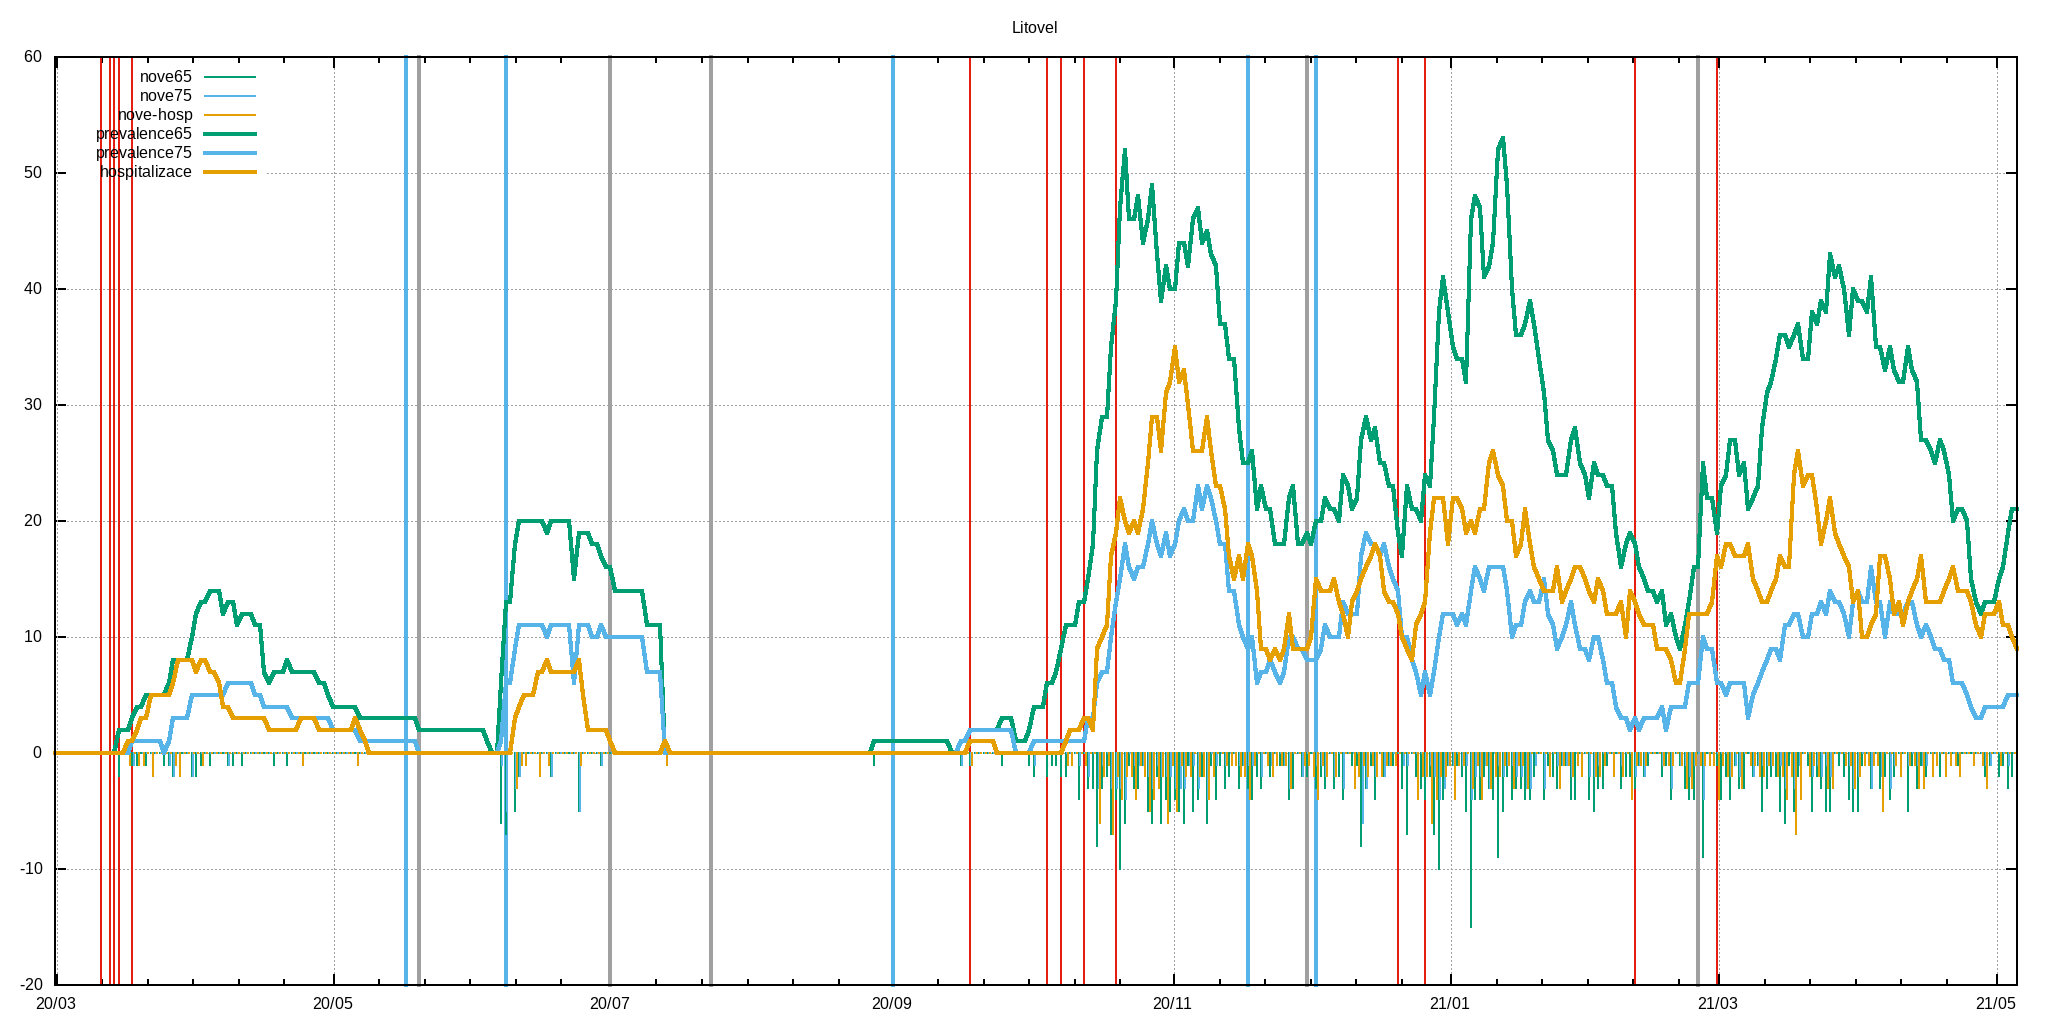 Litovel
60
nove65
nove75
nove-hosp
prevalence65
prevalence75
hospitalizace
50
40
30
20
10
0
-10
-20
20/03 20/05 20/07 20/09 20/11 21/01 21/03 21/05